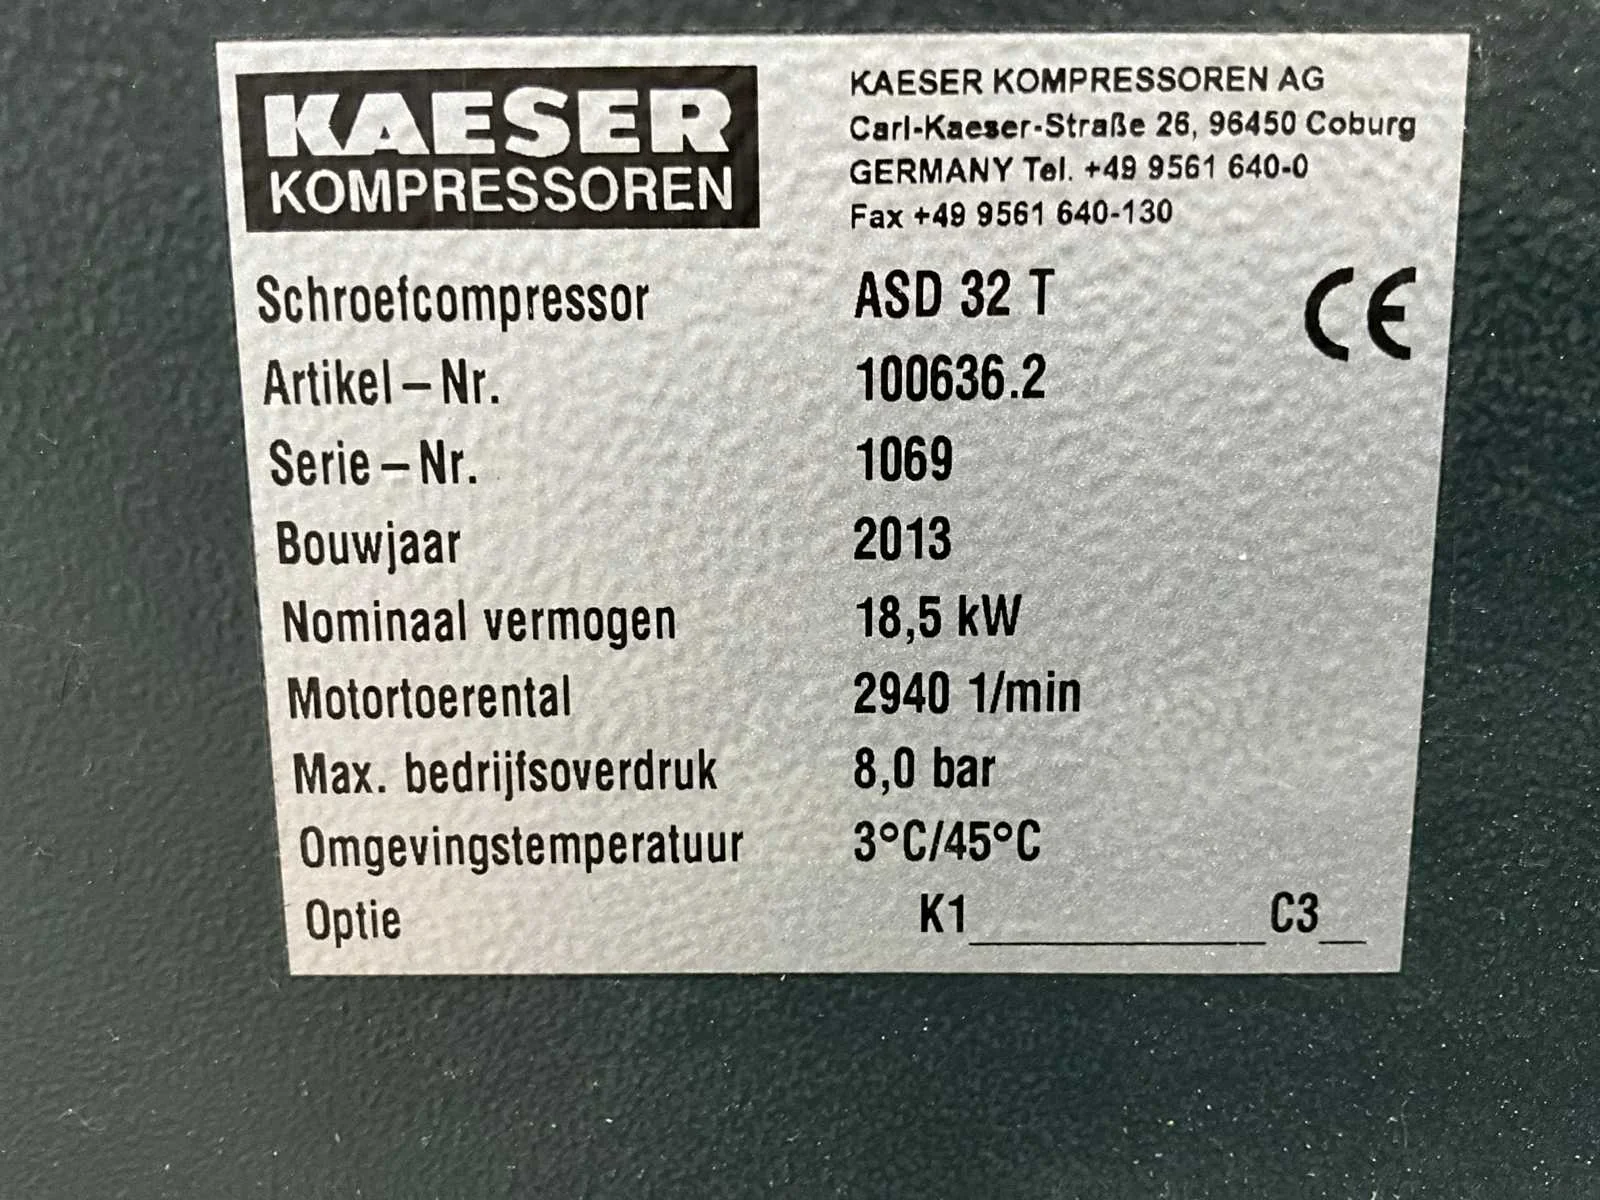 KAESER
KOMPRESSOREN
KAESER KOMPRESSOREN AG
Carl-Kaeser-Straße 26, 96450 Coburg
GERMANY Tel. +49 9561 640-0
Fax +49 9561 640-130
Schroefcompressor ASD 32 T CE
Artikel – Nr. 100636.2
Serie – Nr. 1069
Bouwjaar 2013
Nominaal vermogen 18,5 kW
Motortoerental 2940 1/min
Max. bedrijfsoverdruk 8,0 bar
Omgevingstemperatuur 3°C/45°C
Optie K1____________C3__